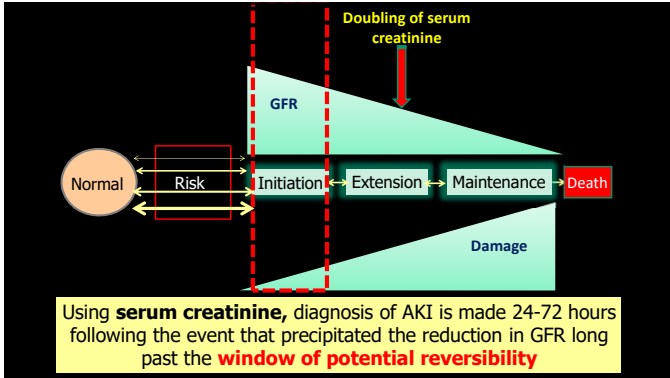 Doubling of serum
creatinine
GFR
Normal
Risk
Initiation
Extension
Maintenance
Death
Damage
Using serum creatinine, diagnosis of AKI is made 24-72 hours
following the event that precipitated the reduction in GFR long
past the window of potential reversibility